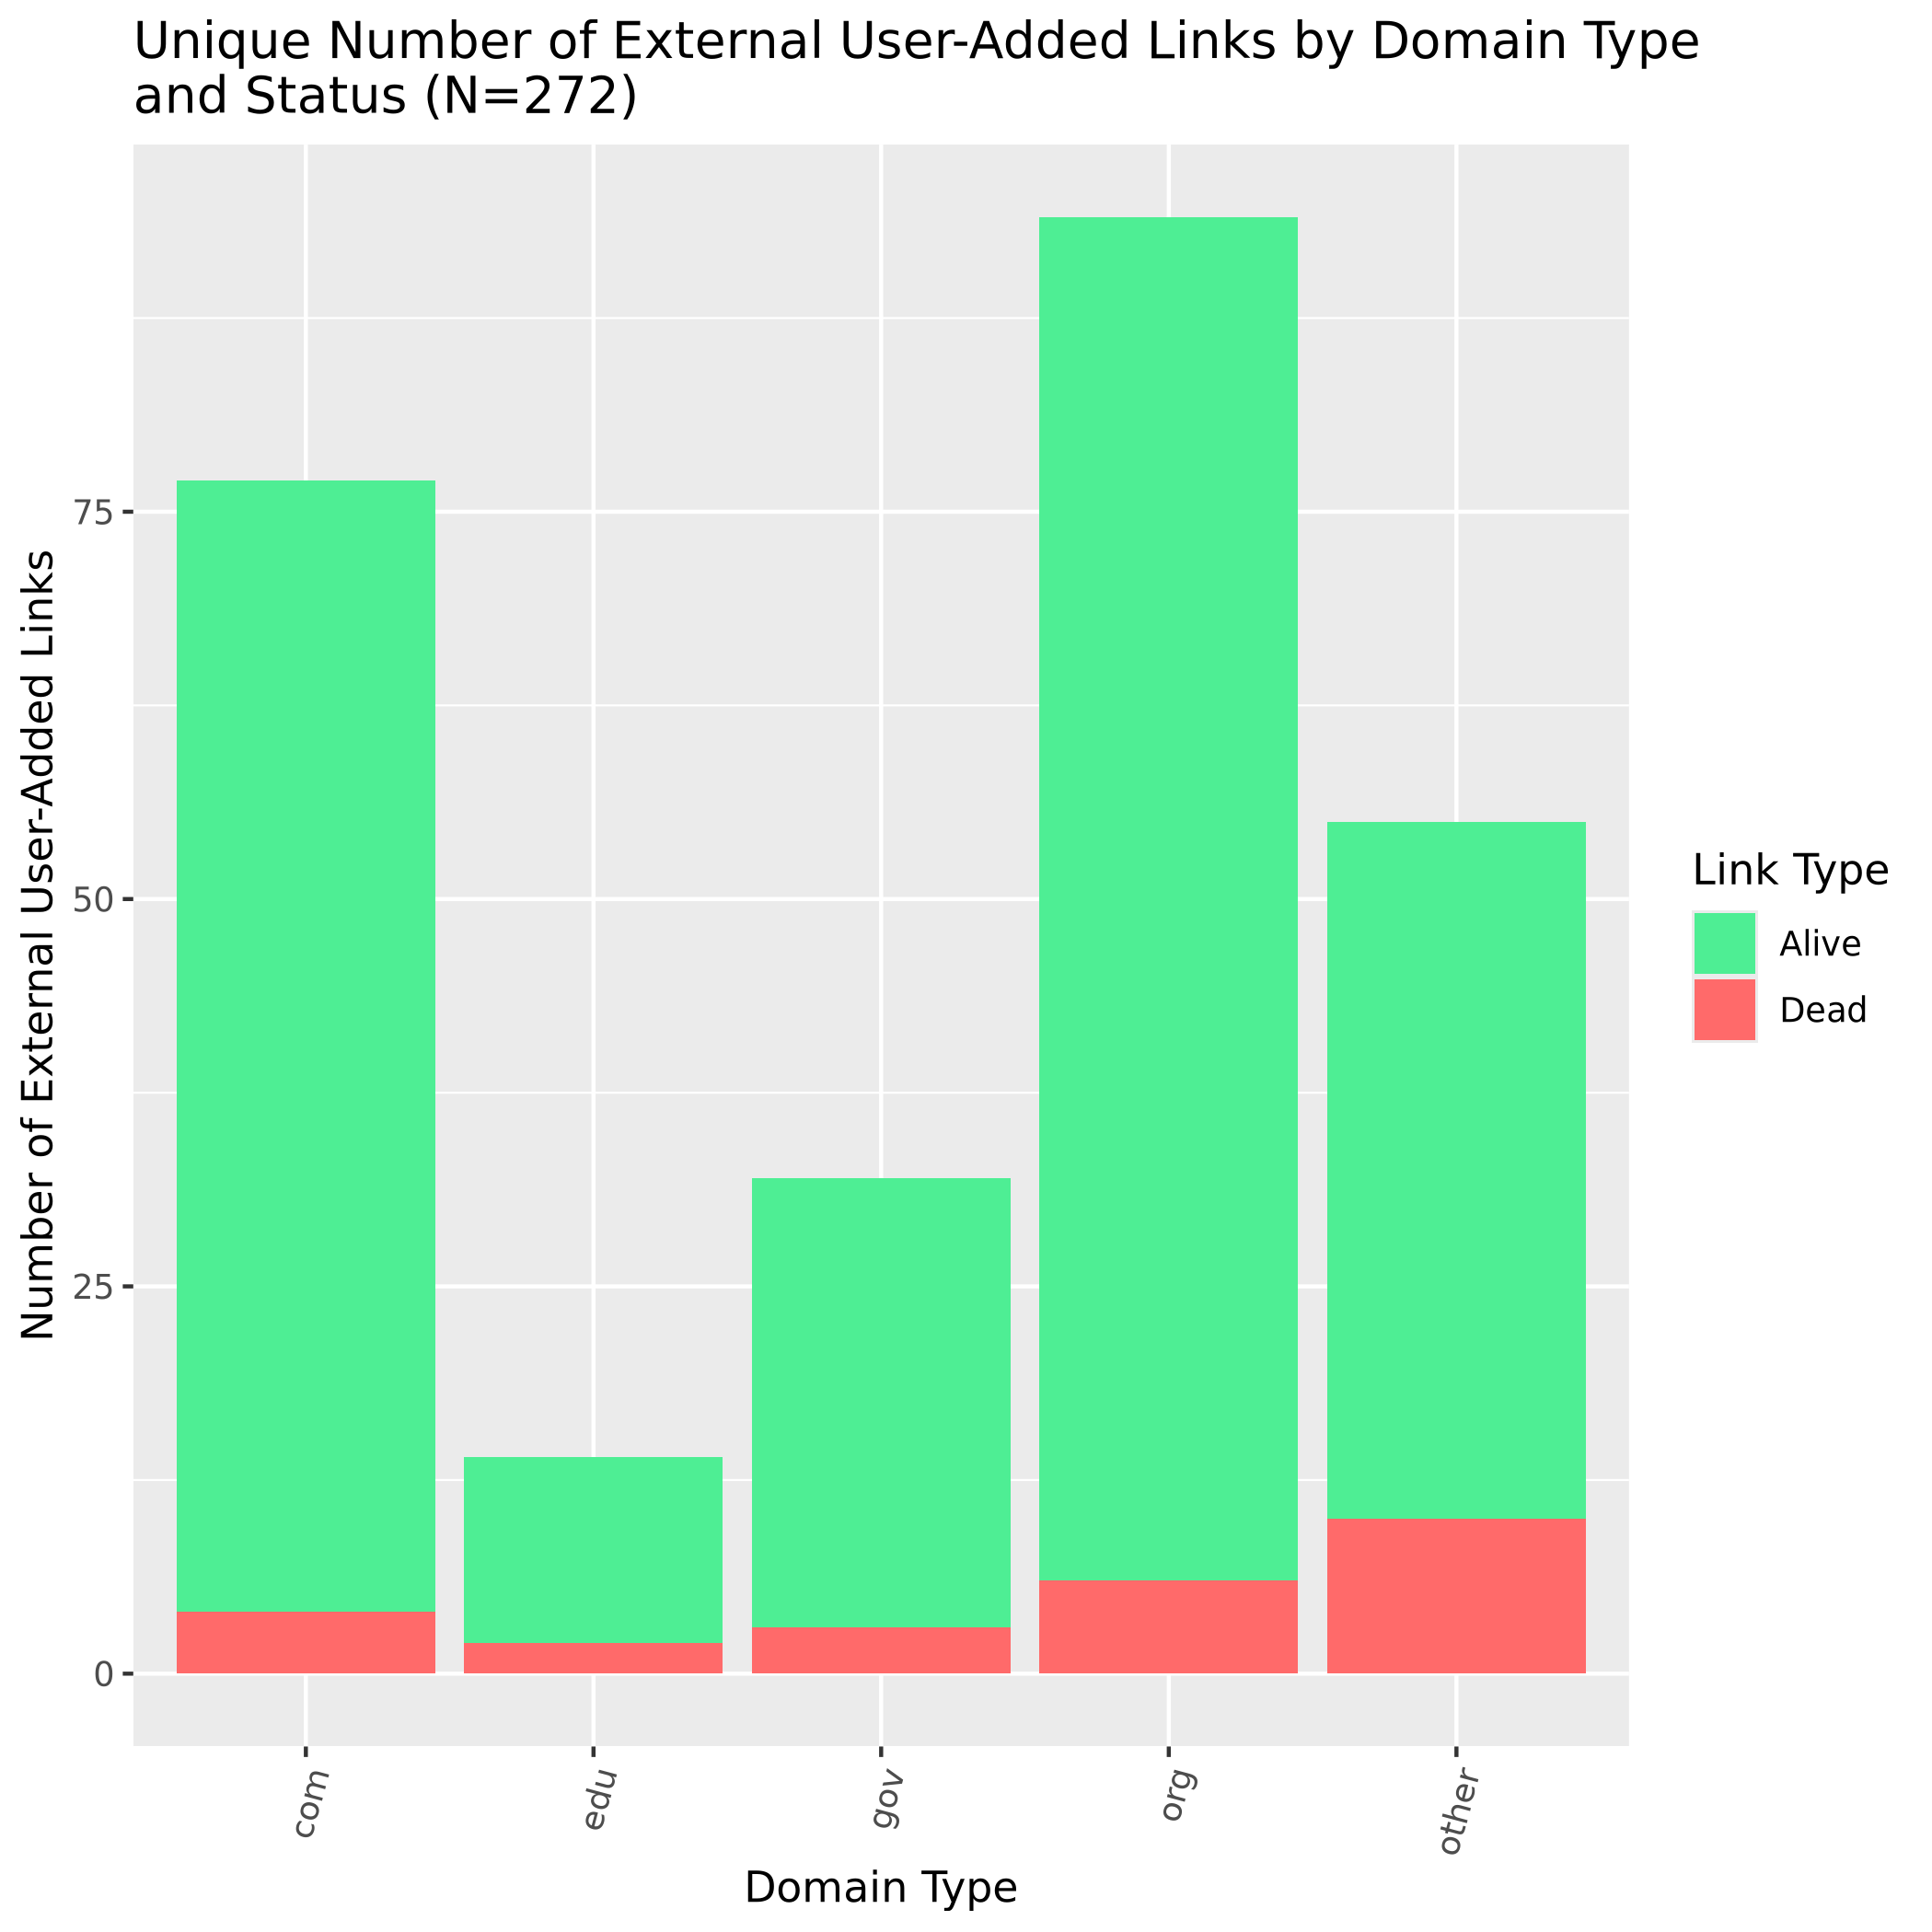 Unique Number of External User-Added Links by Domain Type
and Status (N=272)
Number of External User-Added Links
75
50
25
0
com
edu
gov
org
other
Domain Type
Link Type
Alive
Dead